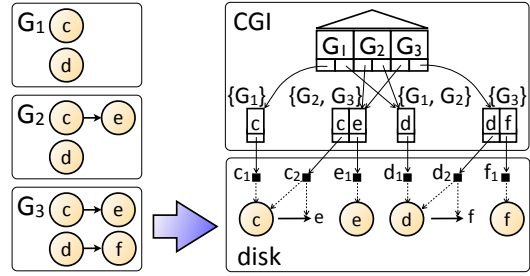 G1
c
d
G2
c e
d
G3
c e
d f
CGI
G1 G2 G3
{G1} {G2, G3} {G1, G2} {G3}
c c e d d f
c1 c2 e1 d1 d2 f1
c e e d f f
disk